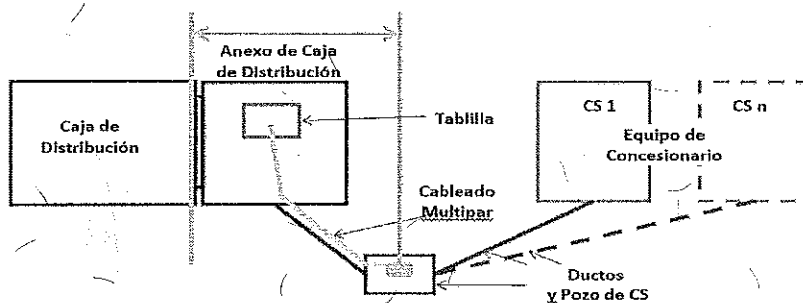 Anexo de Caja
de Distribución
Caja de
Distribución
Tablilla
CS 1
CS n
Equipo de
Concesionario
Cableado
Multipar
Ductos
y Pozo de CS